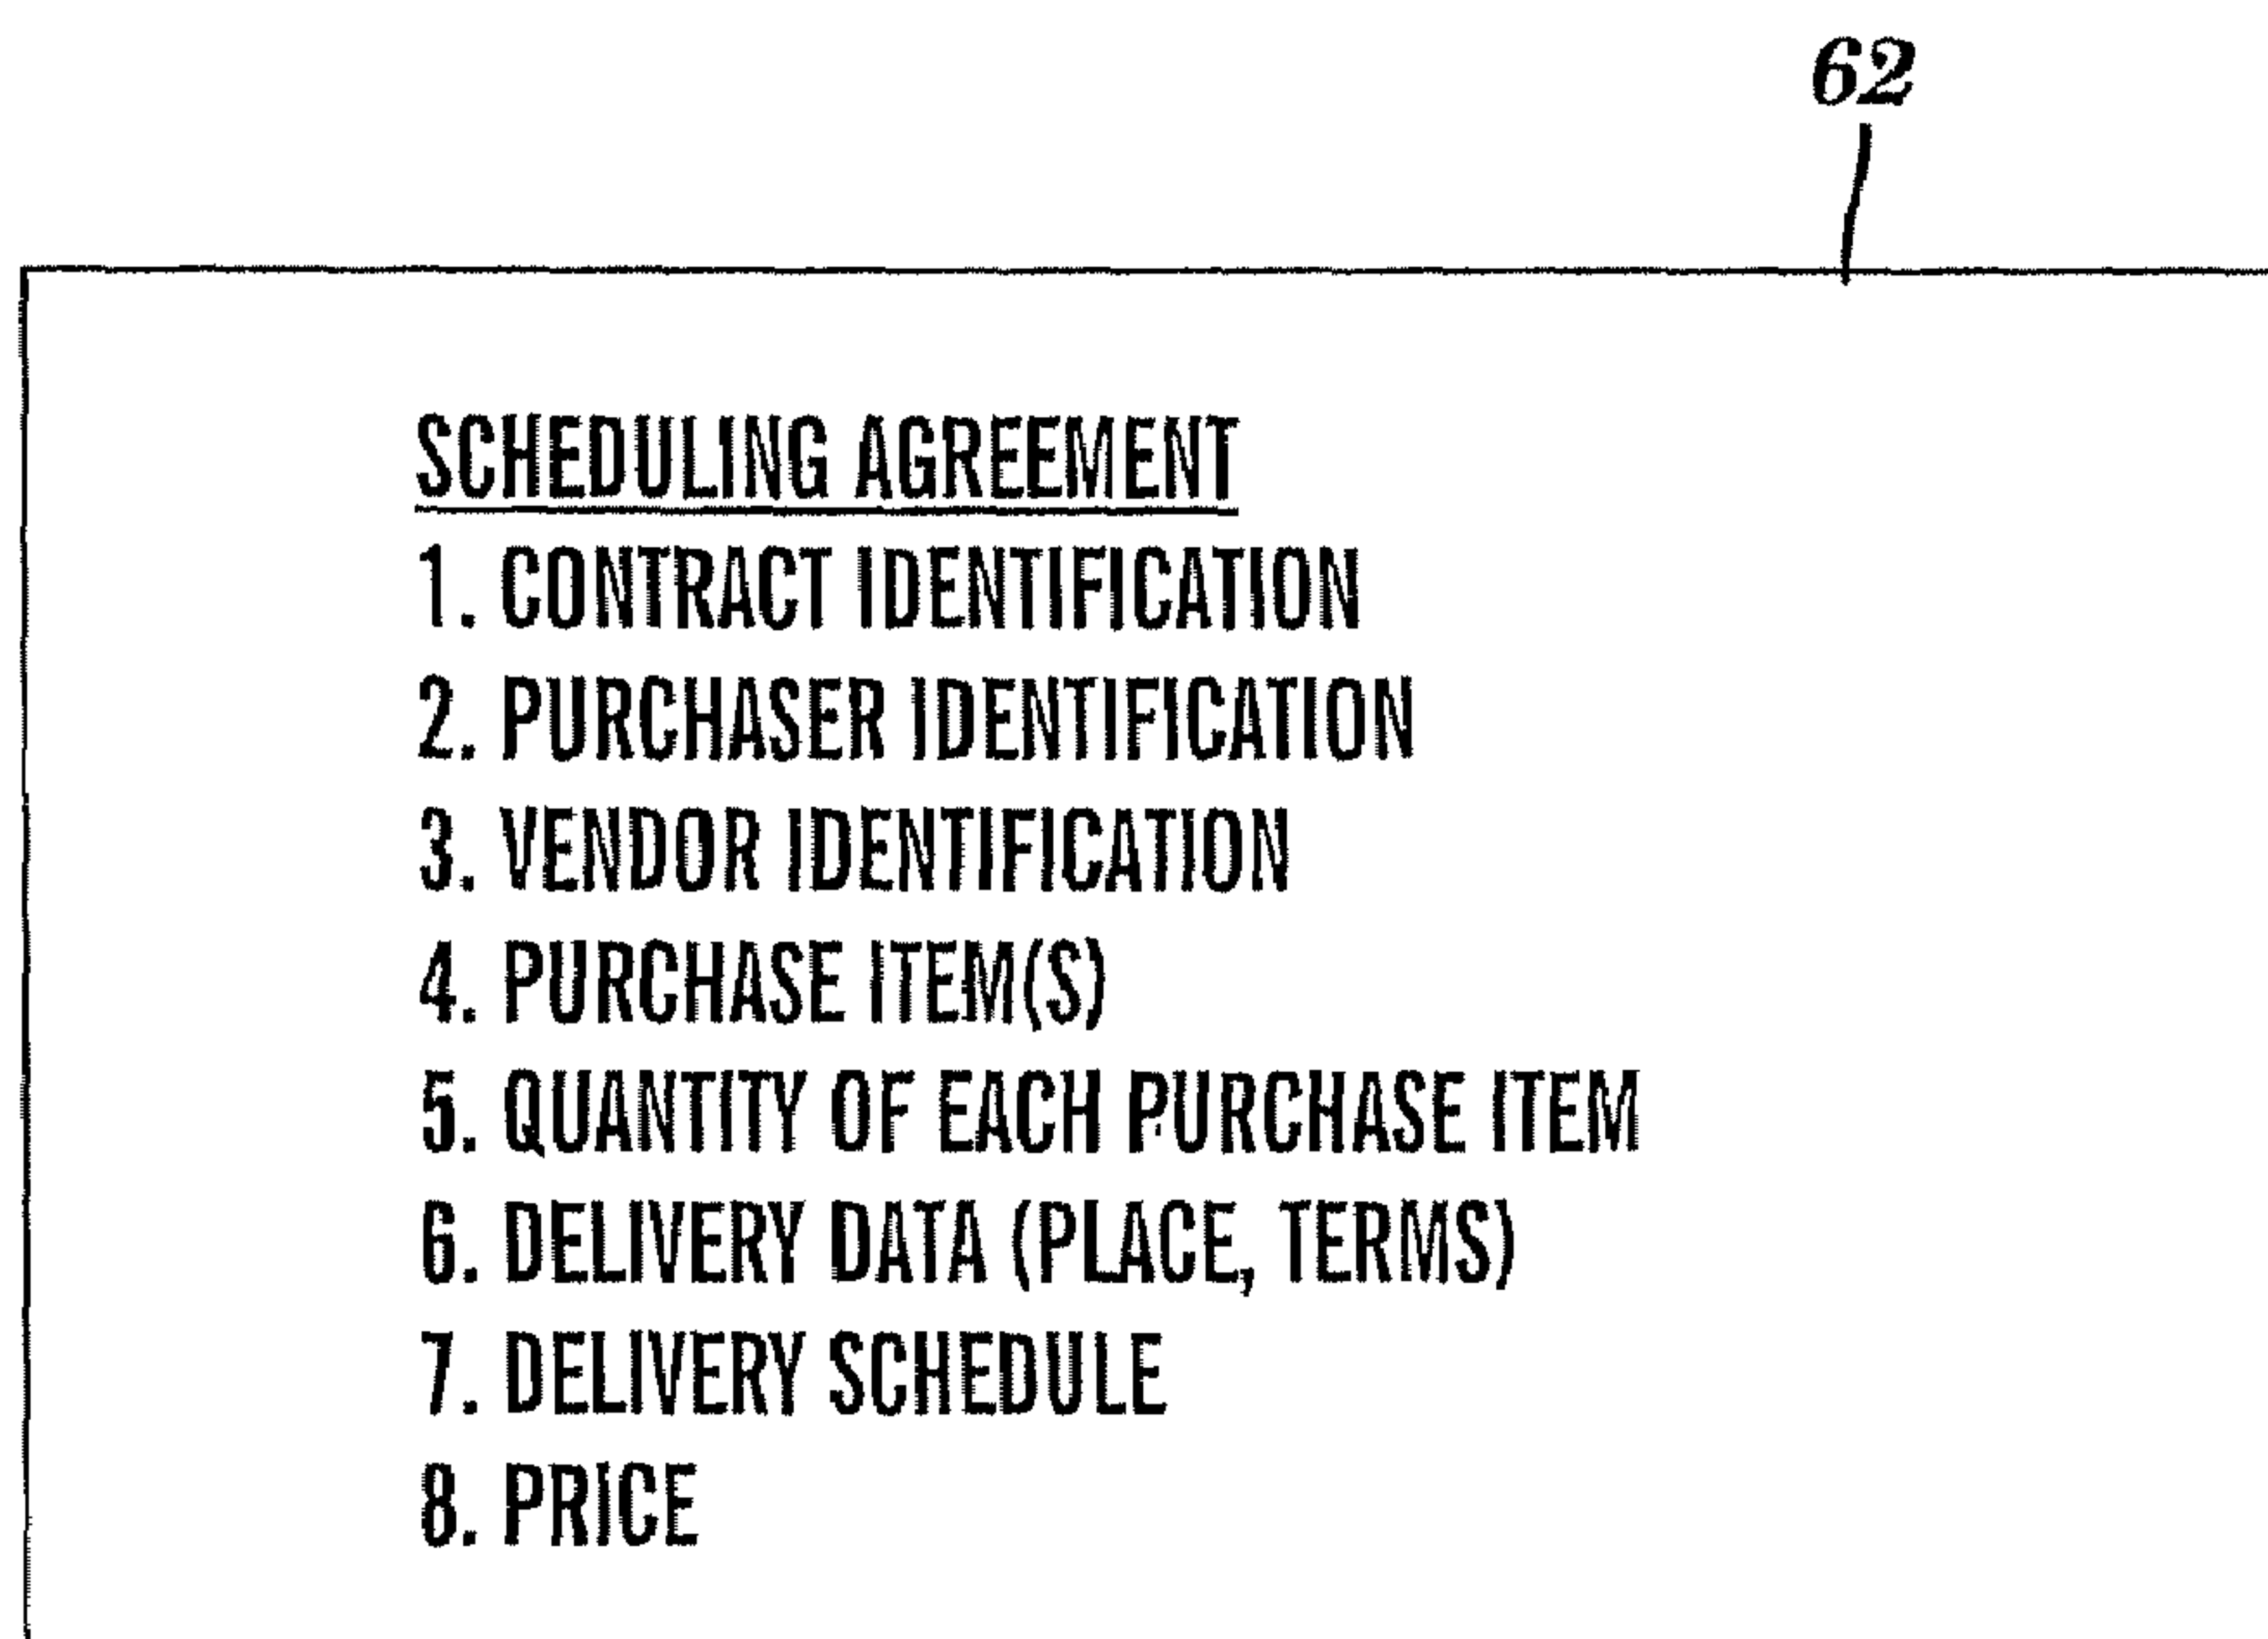 62
SCHEDULING AGREEMENT
1. CONTRACT IDENTIFICATION
2. PURCHASER IDENTIFICATION
3. VENDOR IDENTIFICATION
4. PURCHASE ITEM(S)
5. QUANTITY OF EACH PURCHASE ITEM
6. DELIVERY DATA (PLACE, TERMS)
7. DELIVERY SCHEDULE
8. PRICE